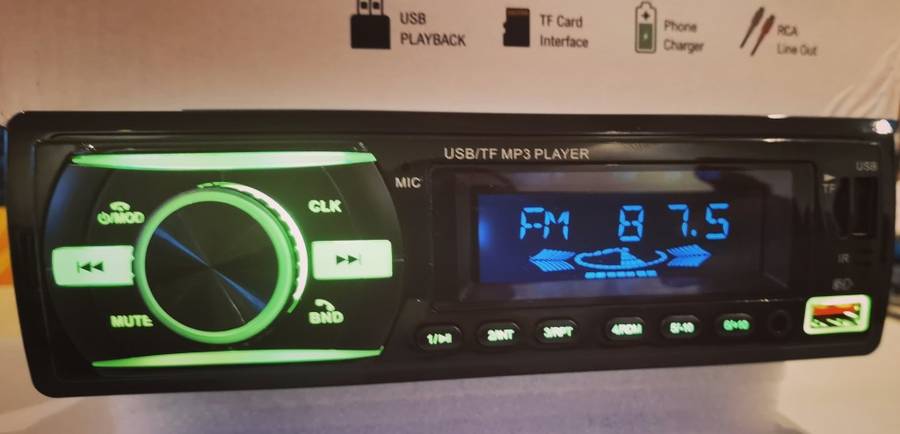 USB
PLAYBACK
TF Card
Interface
Phone
Charger
RCA
Line Out
USB/TF MP3 PLAYER
MIC
USB
TF
⏻/MOD
CLK
FM 87.5
IR
MUTE
BND
1/⏯
2/INT
3/RPT
4/RDM
5/-10
6/+10